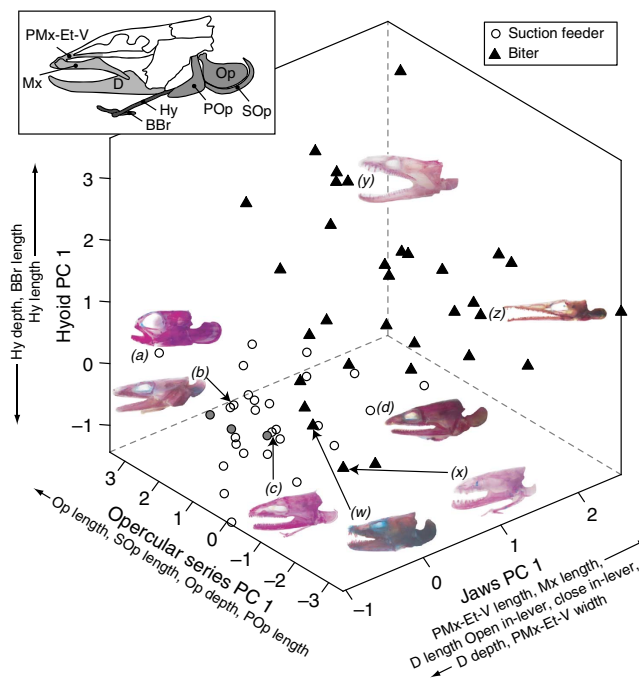 PMx-Et-V
Mx
D
Op
Hy
BBr
POp
SOp
Suction feeder
Biter
Hy depth, BBr length
Hy length
Hyoid PC 1
3
2
1
0
−1
(a)
(b)
(c)
(d)
(w)
(x)
(y)
(z)
3
2
1
0
−1
−2
−3
Opercular series PC 1
Op length, SOp length, Op depth, POp length
−1
0
1
2
Jaws PC 1
PMx-Et-V length, Mx length,
D length Open in-lever, close in-lever,
D depth, PMx-Et-V width